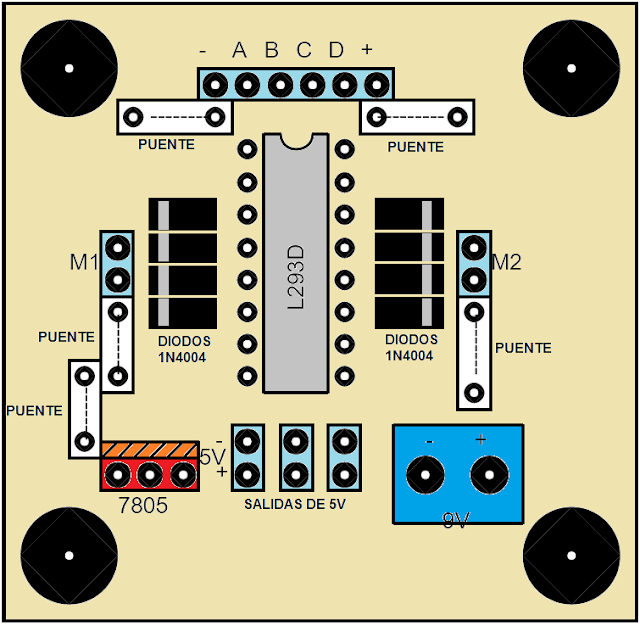 - A B C D +
PUENTE
PUENTE
M1
M2
L293D
DIODOS
1N4004
DIODOS
1N4004
PUENTE
PUENTE
PUENTE
5V
-
+
- +
7805
SALIDAS DE 5V
9V